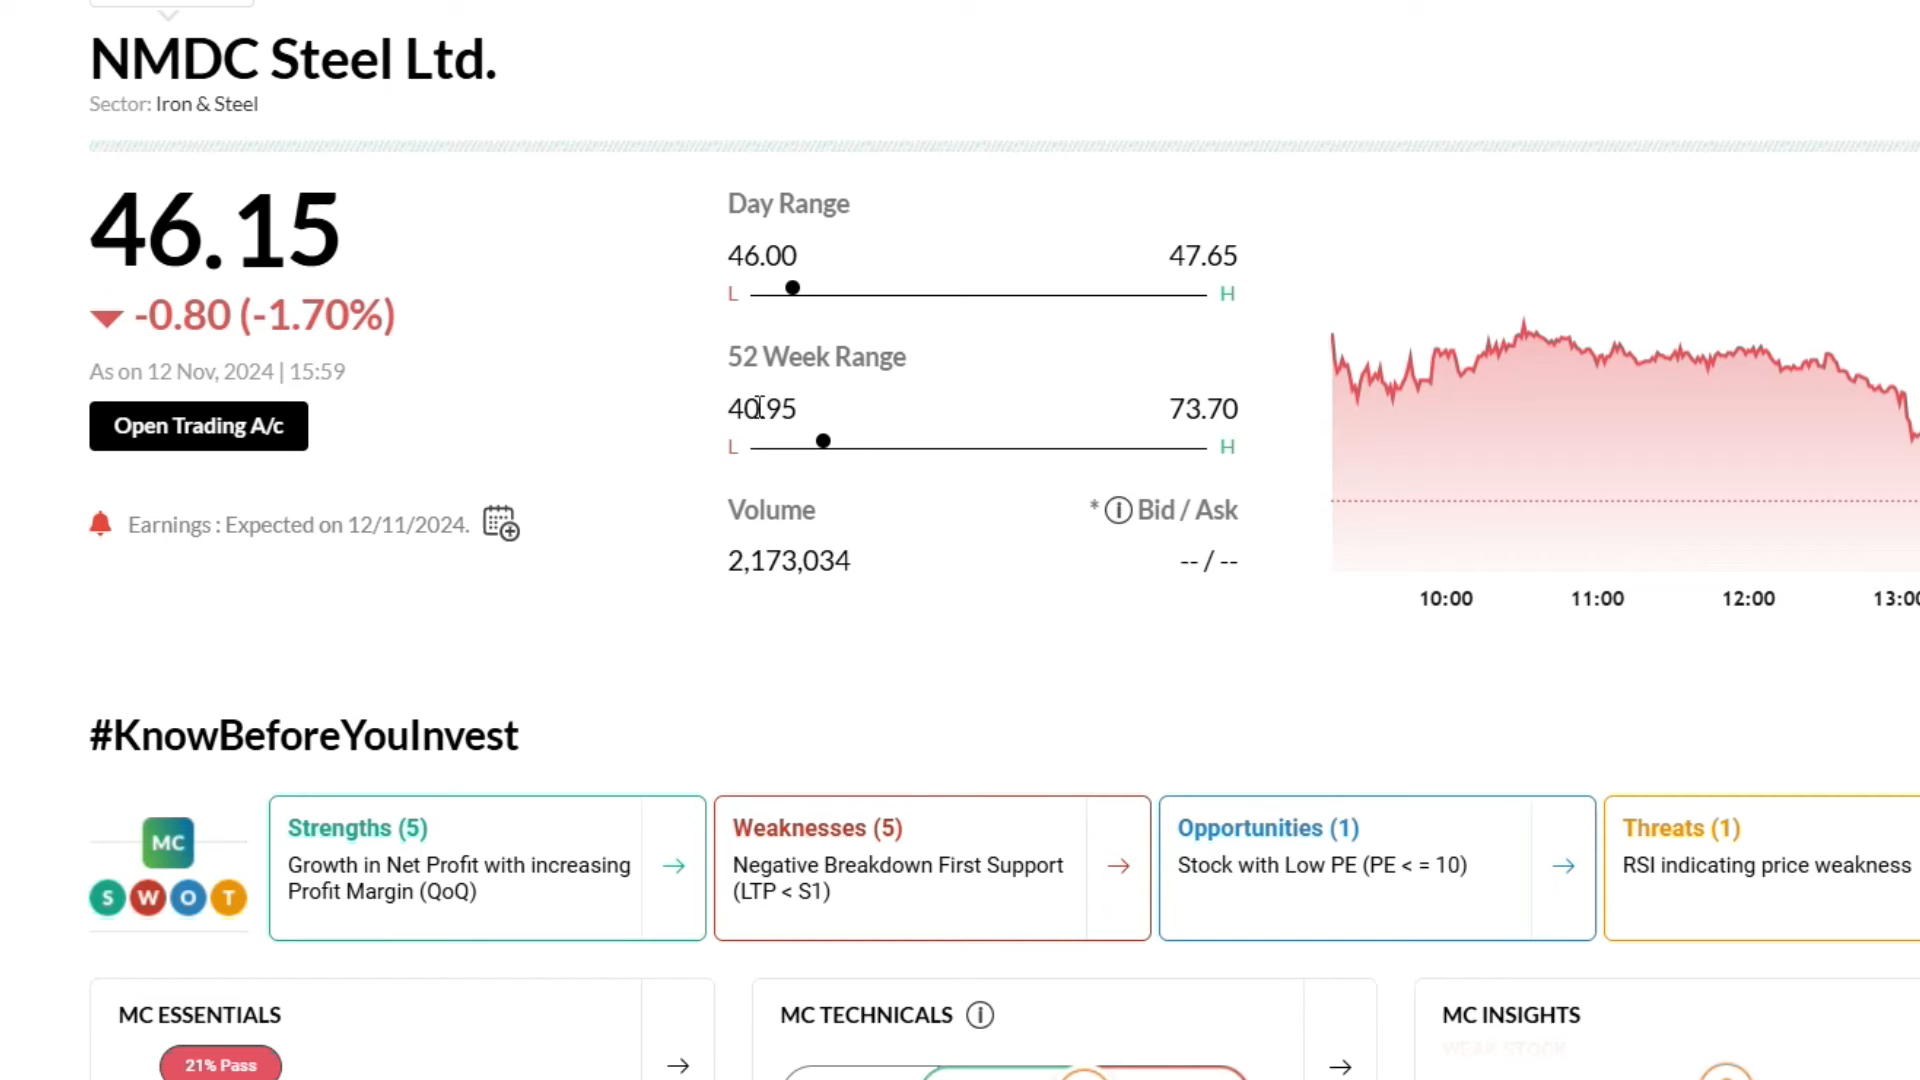 NMDC Steel Ltd.
Sector: Iron & Steel
46.15
-0.80 (-1.70%)
As on 12 Nov, 2024 | 15:59
Open Trading A/c
Earnings : Expected on 12/11/2024.
Day Range
46.00 47.65
L H
52 Week Range
40.95 73.70
L H
Volume * i Bid / Ask
2,173,034 -- / --
10:00 11:00 12:00 13:00
#KnowBeforeYouInvest
MC
S W O T
Strengths (5)
Growth in Net Profit with increasing
Profit Margin (QoQ)
Weaknesses (5)
Negative Breakdown First Support
(LTP < S1)
Opportunities (1)
Stock with Low PE (PE < = 10)
Threats (1)
RSI indicating price weakness
MC ESSENTIALS
21% Pass
MC TECHNICALS i
MC INSIGHTS
WEAK STOCK